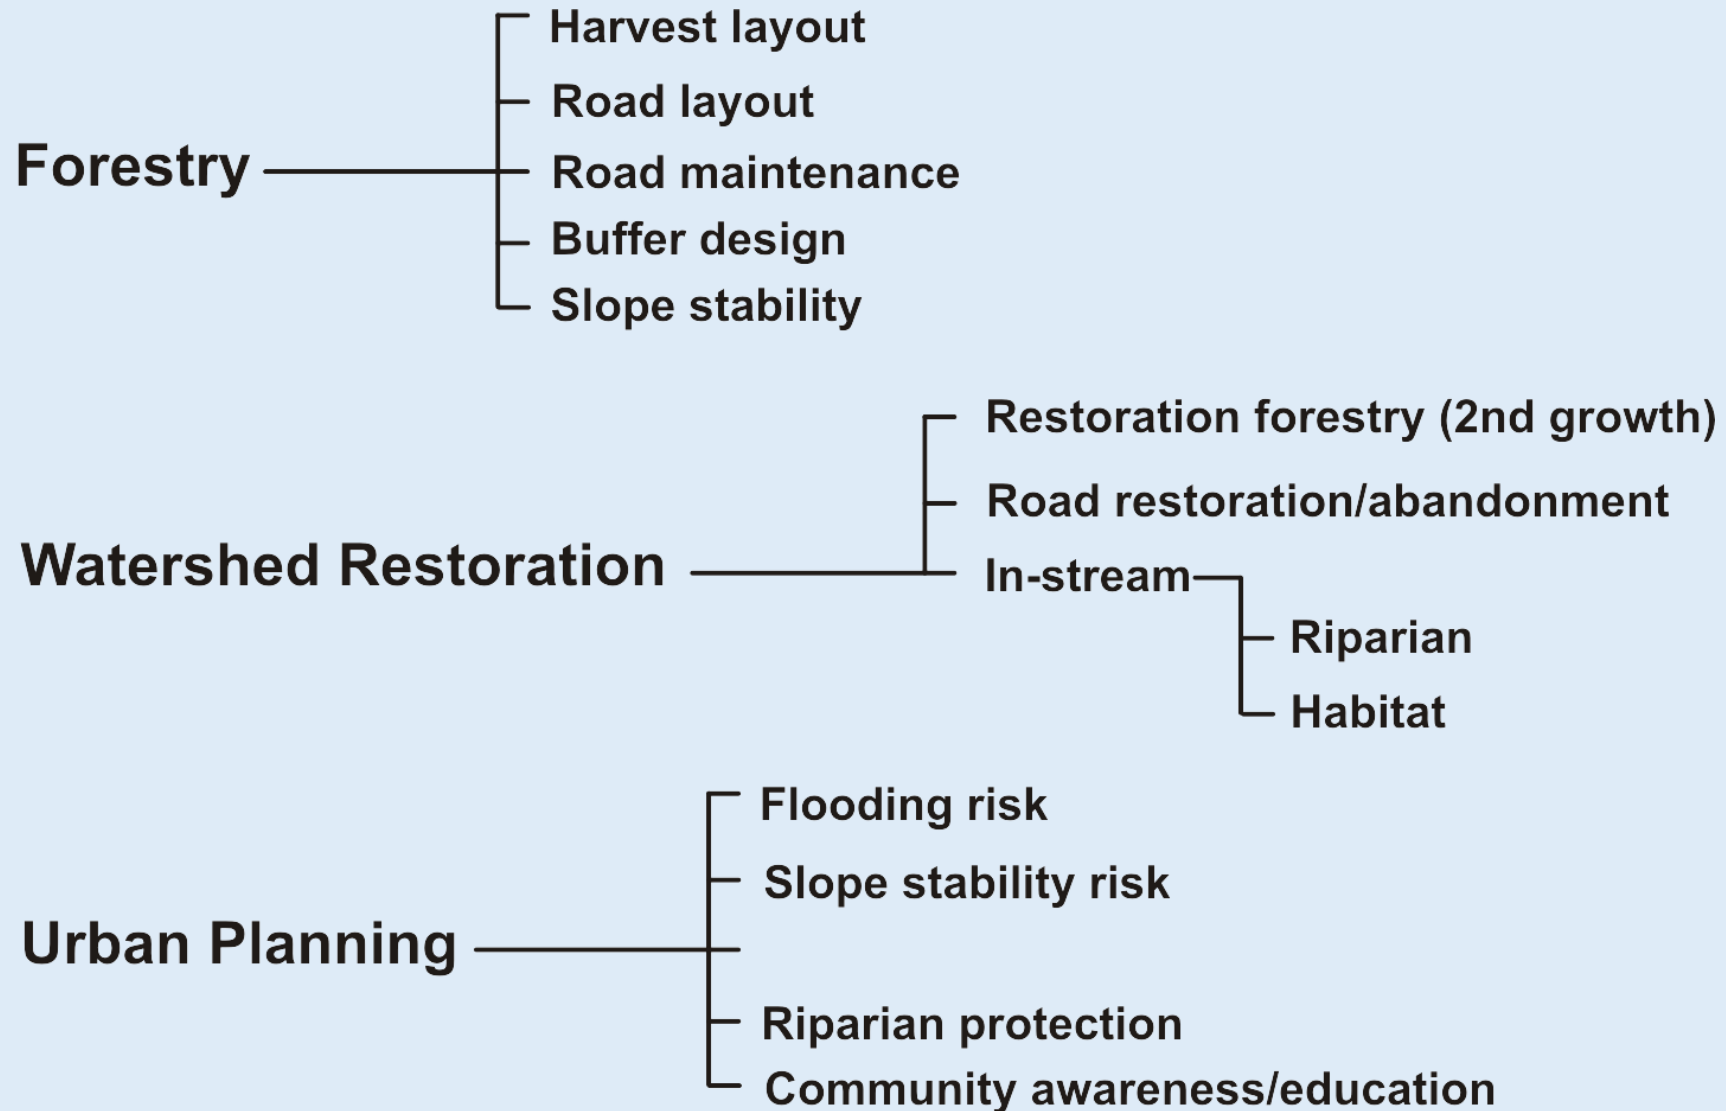 Harvest layout
Road layout
Forestry
Road maintenance
Buffer design
Slope stability
Restoration forestry (2nd growth)
Road restoration/abandonment
Watershed Restoration
In-stream
Riparian
Habitat
Flooding risk
Slope stability risk
Urban Planning
Riparian protection
Community awareness/education